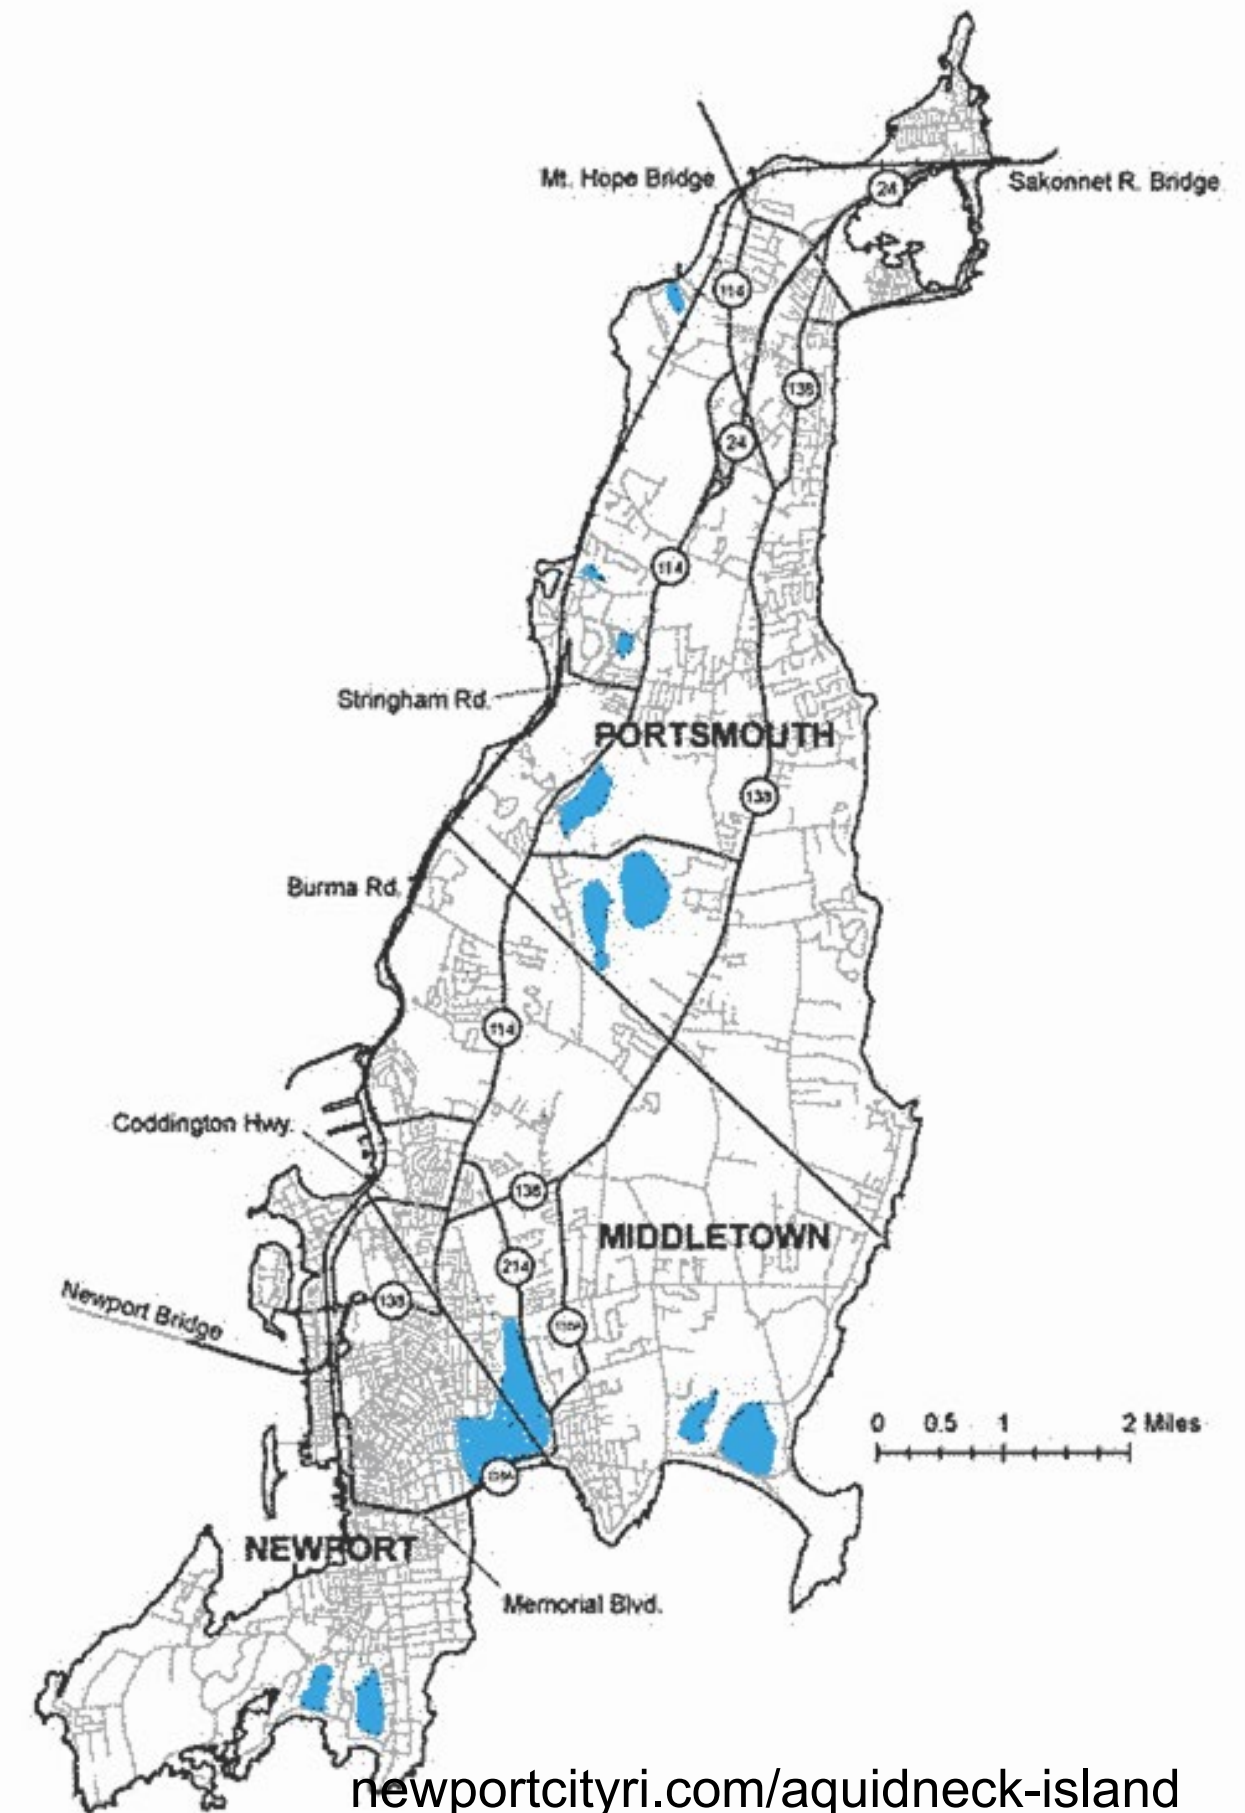 Mt. Hope Bridge
24
Sakonnet R. Bridge
114
138
24
114
Stringham Rd.
PORTSMOUTH
138
Burma Rd.
114
Coddington Hwy.
138
MIDDLETOWN
214
Newport Bridge
138
138A
0 0.5 1 2 Miles
138A
NEWPORT
Memorial Blvd.
newportcityri.com/aquidneck-island